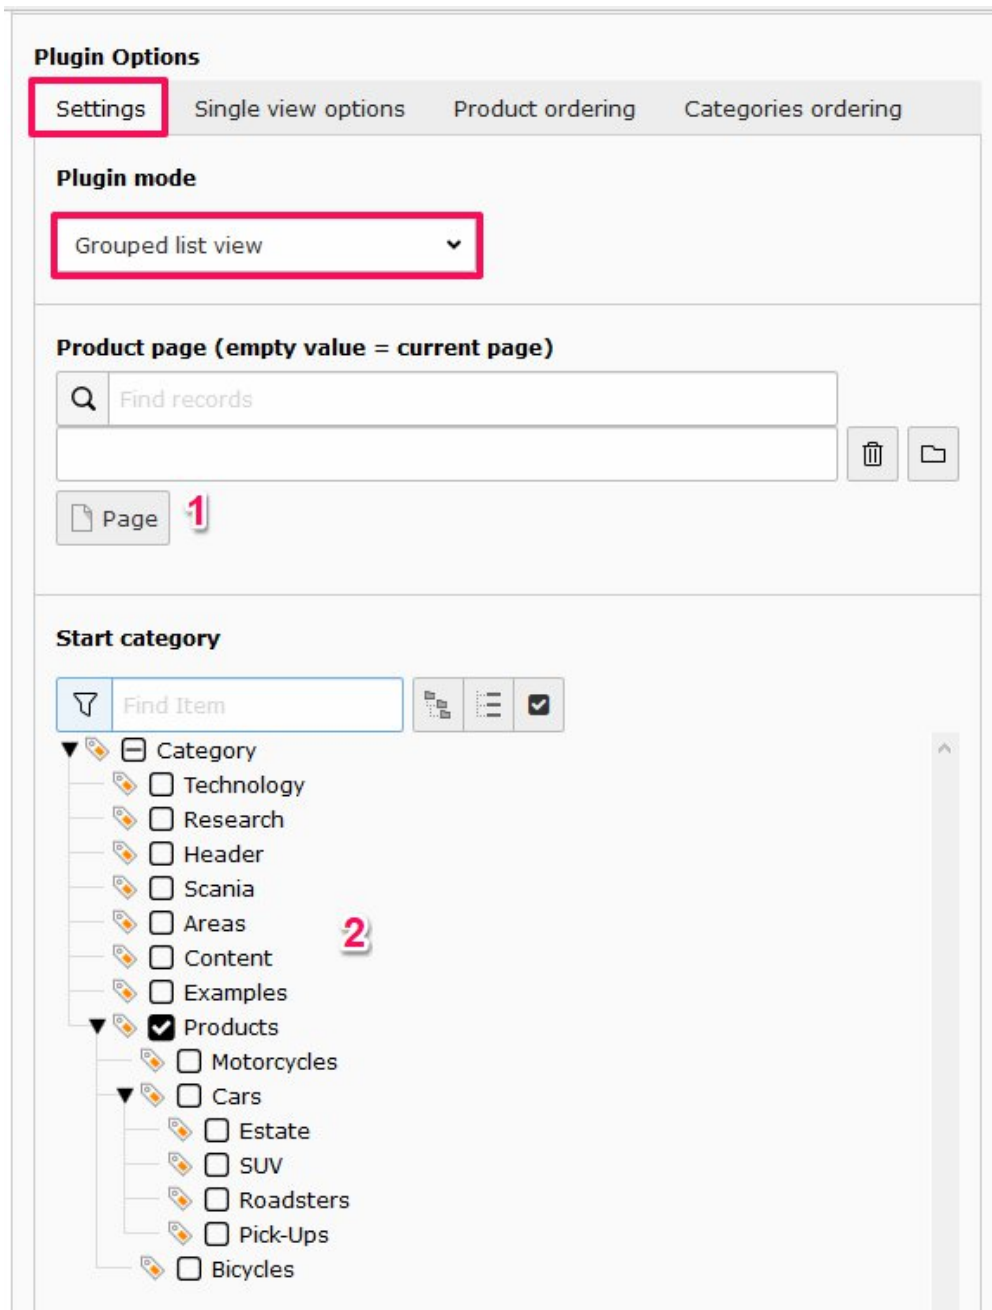 Plugin Options
Settings Single view options Product ordering Categories ordering
Plugin mode
Grouped list view
Product page (empty value = current page)
Find records
Page 1
Start category
Find Item
Category
Technology
Research
Header
Scania
Areas
2
Content
Examples
Products
Motorcycles
Cars
Estate
SUV
Roadsters
Pick-Ups
Bicycles